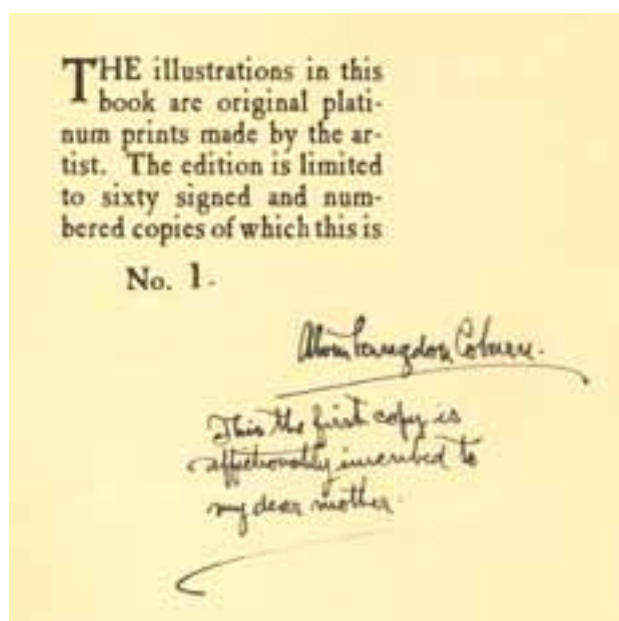 THE illustrations in this
book are original plati-
num prints made by the ar-
tist. The edition is limited
to sixty signed and num-
bered copies of which this is
No. 1.
Alvin Langdon Coburn.
This the first copy is
affectionately inscribed to
my dear mother.